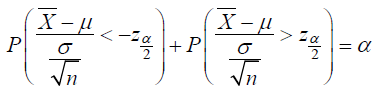 P( (X̄ − μ) / (σ / √n) < −z_{α/2} ) + P( (X̄ − μ) / (σ / √n) > z_{α/2} ) = α